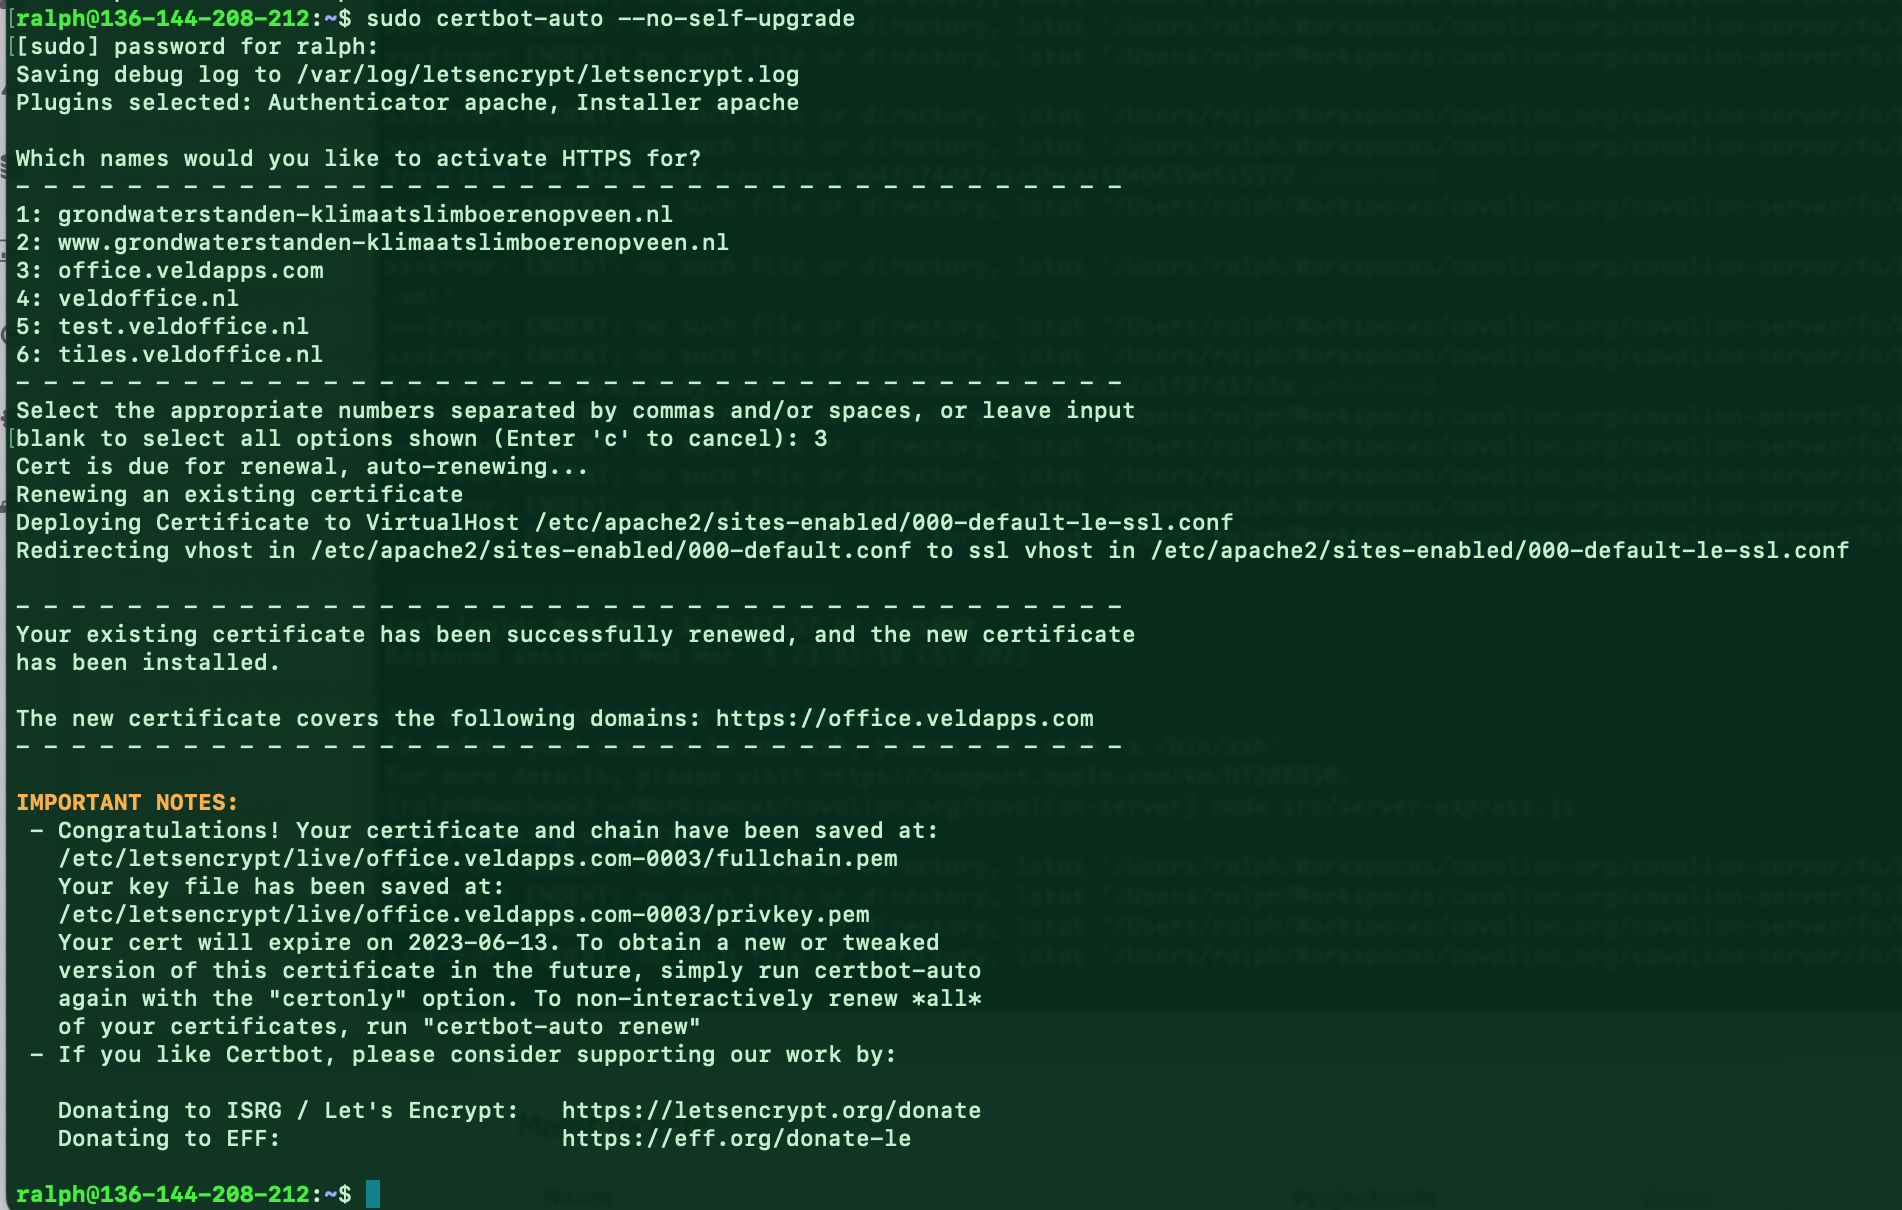 [ralph@136-144-208-212:~$ sudo certbot-auto --no-self-upgrade
[[sudo] password for ralph:
Saving debug log to /var/log/letsencrypt/letsencrypt.log
Plugins selected: Authenticator apache, Installer apache
Which names would you like to activate HTTPS for?
- - - - - - - - - - - - - - - - - - - - - - - - - - - - - - - - - - - - - - - -
1: grondwaterstanden-klimaatslimboerenopveen.nl
2: www.grondwaterstanden-klimaatslimboerenopveen.nl
3: office.veldapps.com
4: veldoffice.nl
5: test.veldoffice.nl
6: tiles.veldoffice.nl
- - - - - - - - - - - - - - - - - - - - - - - - - - - - - - - - - - - - - - - -
Select the appropriate numbers separated by commas and/or spaces, or leave input
[blank to select all options shown (Enter 'c' to cancel): 3
Cert is due for renewal, auto-renewing...
Renewing an existing certificate
Deploying Certificate to VirtualHost /etc/apache2/sites-enabled/000-default-le-ssl.conf
Redirecting vhost in /etc/apache2/sites-enabled/000-default.conf to ssl vhost in /etc/apache2/sites-enabled/000-default-le-ssl.conf
- - - - - - - - - - - - - - - - - - - - - - - - - - - - - - - - - - - - - - - -
Your existing certificate has been successfully renewed, and the new certificate
has been installed.
The new certificate covers the following domains: https://office.veldapps.com
- - - - - - - - - - - - - - - - - - - - - - - - - - - - - - - - - - - - - - - -
IMPORTANT NOTES:
- Congratulations! Your certificate and chain have been saved at:
/etc/letsencrypt/live/office.veldapps.com-0003/fullchain.pem
Your key file has been saved at:
/etc/letsencrypt/live/office.veldapps.com-0003/privkey.pem
Your cert will expire on 2023-06-13. To obtain a new or tweaked
version of this certificate in the future, simply run certbot-auto
again with the "certonly" option. To non-interactively renew *all*
of your certificates, run "certbot-auto renew"
- If you like Certbot, please consider supporting our work by:
Donating to ISRG / Let's Encrypt: https://letsencrypt.org/donate
Donating to EFF: https://eff.org/donate-le
ralph@136-144-208-212:~$